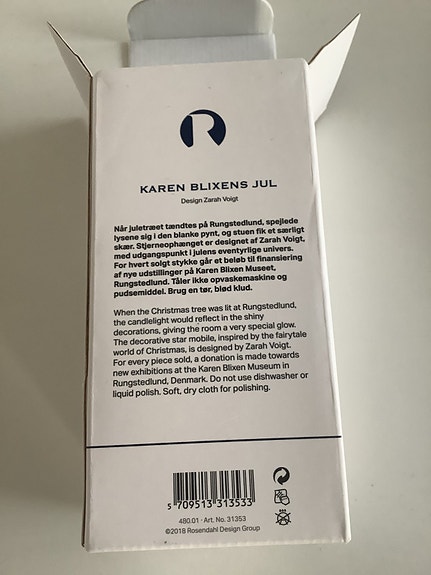 R
KAREN BLIXENS JUL
Design Zarah Voigt
Når juletræet tændtes på Rungstedlund, spejlede
lysene sig i den blanke pynt, og stuen fik et særligt
skær. Stjerneophænget er designet af Zarah Voigt,
med udgangspunkt i julens eventyrlige univers.
For hvert solgt stykke går et beløb til finansiering
af nye udstillinger på Karen Blixen Museet,
Rungstedlund. Tåler ikke opvaskemaskine og
pudsemiddel. Brug en tør, blød klud.
When the Christmas tree was lit at Rungstedlund,
the candlelight would reflect in the shiny
decorations, giving the room a very special glow.
The decorative star mobile, inspired by the fairytale
world of Christmas, is designed by Zarah Voigt.
For every piece sold, a donation is made towards
new exhibitions at the Karen Blixen Museum in
Rungstedlund, Denmark. Do not use dishwasher or
liquid polish. Soft, dry cloth for polishing.
5 709513 313533
480.01 · Art. No. 31353
©2018 Rosendahl Design Group